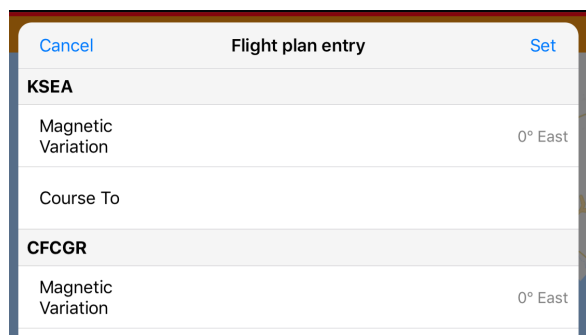 Cancel Flight plan entry Set
KSEA
Magnetic
Variation 0° East
Course To
CFCGR
Magnetic
Variation 0° East